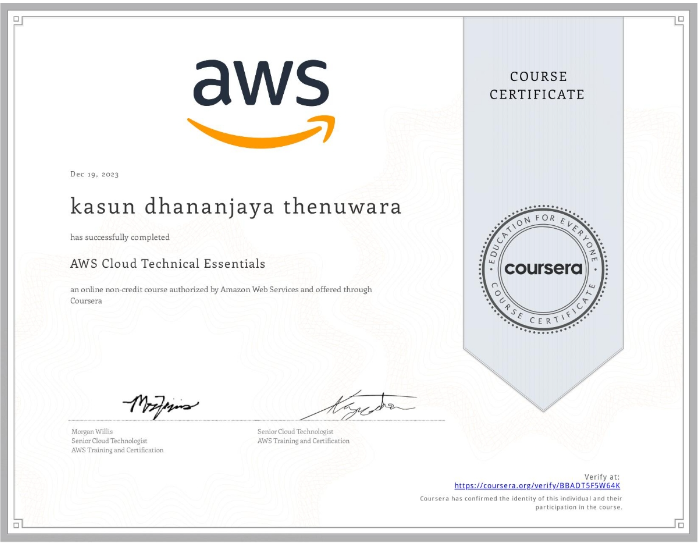 aws
COURSE
CERTIFICATE
Dec 19, 2023
kasun dhananjaya thenuwara
has successfully completed
AWS Cloud Technical Essentials
an online non-credit course authorized by Amazon Web Services and offered through
Coursera
EDUCATION FOR EVERYONE
coursera
COURSE CERTIFICATE
Morgan Willis
Senior Cloud Technologist
AWS Training and Certification
Senior Cloud Technologist
AWS Training and Certification
Verify at:
https://coursera.org/verify/BBADT5F5W64K
Coursera has confirmed the identity of this individual and their
participation in the course.